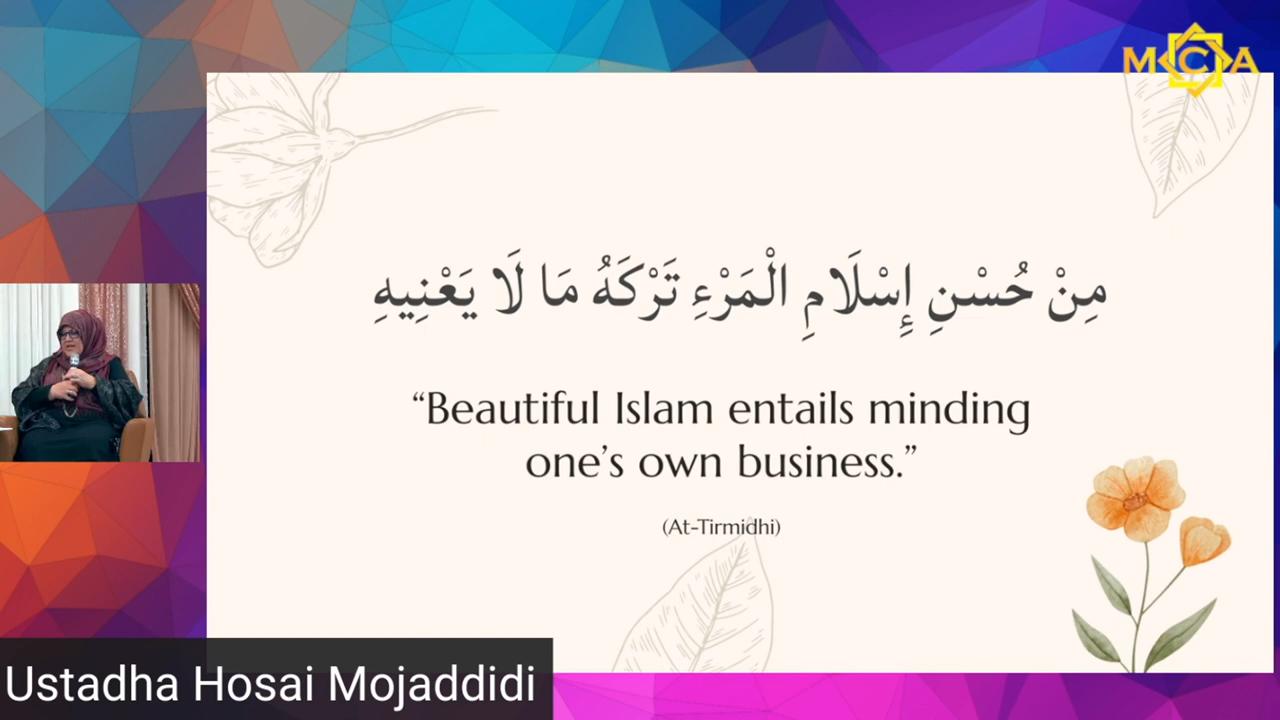 MCA
مِنْ حُسْنِ إِسْلَامِ الْمَرْءِ تَرْكَهُ مَا لَا يَعْنِيهِ
“Beautiful Islam entails minding
one’s own business.”
(At-Tirmidhi)
Ustadha Hosai Mojaddidi